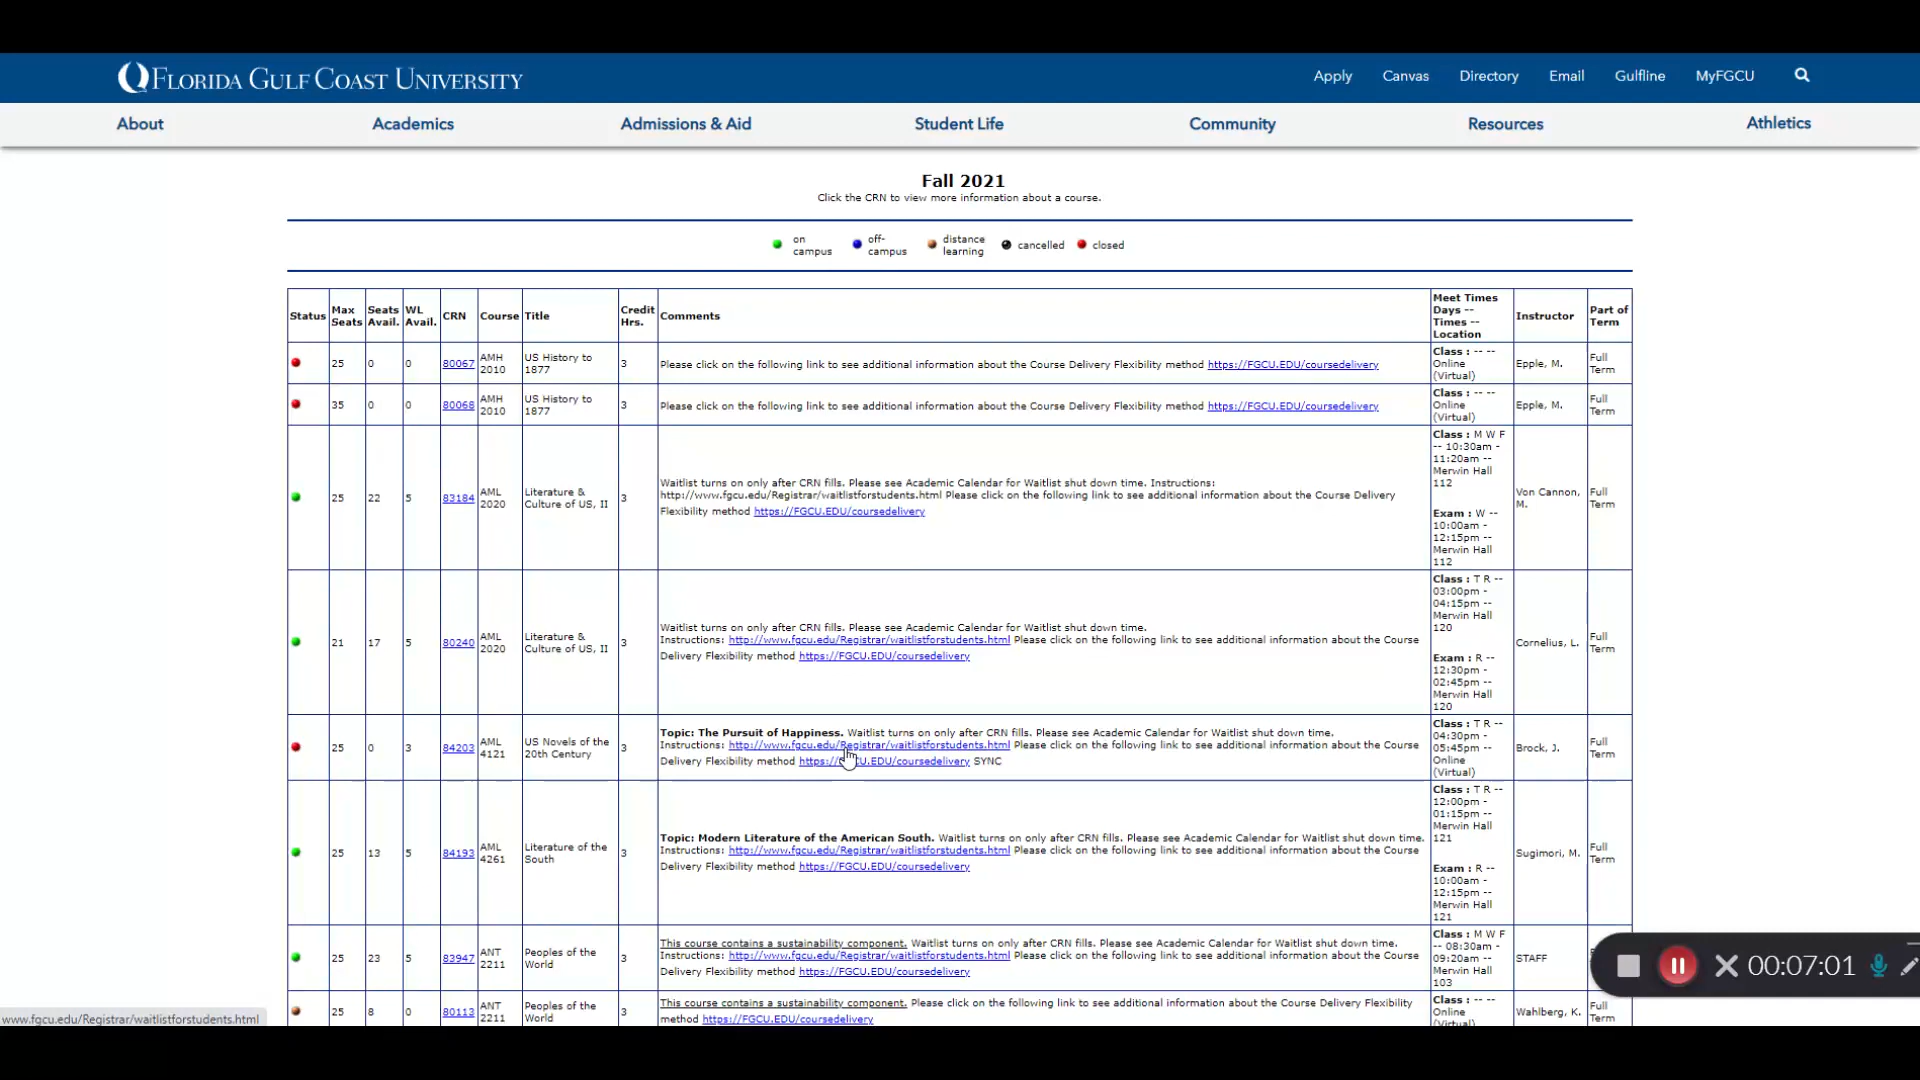 FLORIDA GULF COAST UNIVERSITY
Apply Canvas Directory Email Gulfline MyFGCU
About Academics Admissions & Aid Student Life Community Resources Athletics
Fall 2021
Click the CRN to view more information about a course.
on campus off-campus distance learning cancelled closed
Status Max Seats Seats Avail. WL Avail. CRN Course Title Credit Hrs. Comments Meet Times Days -- Times -- Location Instructor Part of Term
25 0 0 80067 AMH 2010 US History to 1877 3 Please click on the following link to see additional information about the Course Delivery Flexibility method https://FGCU.EDU/coursedelivery Class : -- -- Online (Virtual) Epple, M. Full Term
35 0 0 80068 AMH 2010 US History to 1877 3 Please click on the following link to see additional information about the Course Delivery Flexibility method https://FGCU.EDU/coursedelivery Class : -- -- Online (Virtual) Epple, M. Full Term
25 22 5 83184 AML 2020 Literature & Culture of US, II 3
Waitlist turns on only after CRN fills. Please see Academic Calendar for Waitlist shut down time. Instructions:
http://www.fgcu.edu/Registrar/waitlistforstudents.html Please click on the following link to see additional information about the Course Delivery
Flexibility method https://FGCU.EDU/coursedelivery
Class : M W F -- 10:30am - 11:20am -- Merwin Hall 112
Exam : W -- 10:00am - 12:15pm -- Merwin Hall 112
Von Cannon, M. Full Term
21 17 5 80240 AML 2020 Literature & Culture of US, II 3
Waitlist turns on only after CRN fills. Please see Academic Calendar for Waitlist shut down time.
Instructions: http://www.fgcu.edu/Registrar/waitlistforstudents.html Please click on the following link to see additional information about the Course
Delivery Flexibility method https://FGCU.EDU/coursedelivery
Class : T R -- 03:00pm - 04:15pm -- Merwin Hall 120
Exam : R -- 12:30pm - 02:45pm -- Merwin Hall 120
Cornelius, L. Full Term
25 0 3 84203 AML 4121 US Novels of the 20th Century 3
Topic: The Pursuit of Happiness. Waitlist turns on only after CRN fills. Please see Academic Calendar for Waitlist shut down time.
Instructions: http://www.fgcu.edu/Registrar/waitlistforstudents.html Please click on the following link to see additional information about the Course
Delivery Flexibility method https://FGCU.EDU/coursedelivery SYNC
Class : T R -- 04:30pm - 05:45pm -- Online (Virtual)
Brock, J. Full Term
25 13 5 84193 AML 4261 Literature of the South 3
Topic: Modern Literature of the American South. Waitlist turns on only after CRN fills. Please see Academic Calendar for Waitlist shut down time.
Instructions: http://www.fgcu.edu/Registrar/waitlistforstudents.html Please click on the following link to see additional information about the Course
Delivery Flexibility method https://FGCU.EDU/coursedelivery
Class : T R -- 12:00pm - 01:15pm -- Merwin Hall 121
Exam : R -- 10:00am - 12:15pm -- Merwin Hall 121
Sugimori, M. Full Term
25 23 5 83947 ANT 2211 Peoples of the World 3
This course contains a sustainability component. Waitlist turns on only after CRN fills. Please see Academic Calendar for Waitlist shut down time.
Instructions: http://www.fgcu.edu/Registrar/waitlistforstudents.html Please click on the following link to see additional information about the Course
Delivery Flexibility method https://FGCU.EDU/coursedelivery
Class : M W F -- 08:30am - 09:20am -- Merwin Hall 103
STAFF
00:07:01
25 8 0 80113 ANT 2211 Peoples of the World 3
This course contains a sustainability component. Please click on the following link to see additional information about the Course Delivery Flexibility
method https://FGCU.EDU/coursedelivery
Class : -- -- Online (Virtual)
Wahlberg, K. Full Term
www.fgcu.edu/Registrar/waitlistforstudents.html